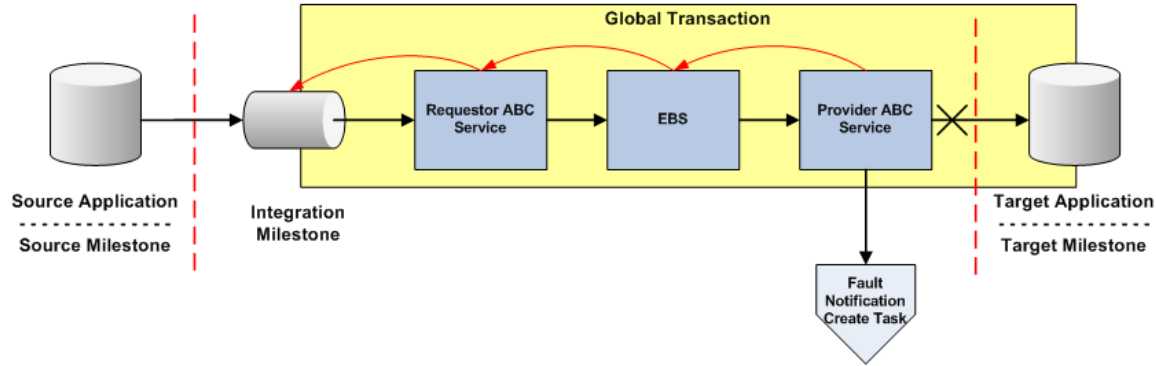 Global Transaction
Requestor ABC
Service
EBS
Provider ABC
Service
Source Application
Source Milestone
Integration
Milestone
Target Application
Target Milestone
Fault
Notification
Create Task